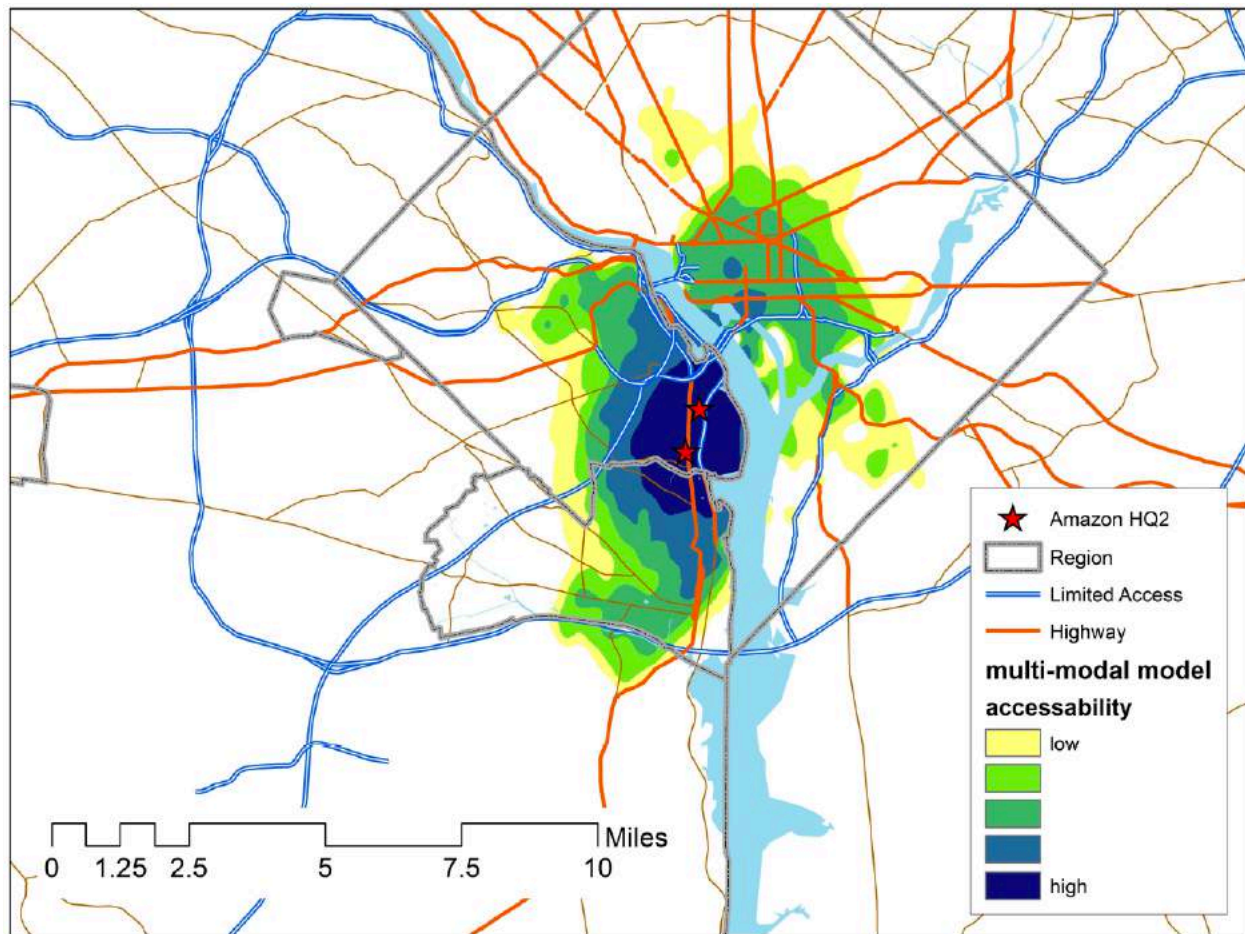 Amazon HQ2
Region
Limited Access
Highway
multi-modal model
accessability
low
high
Miles
0 1.25 2.5 5 7.5 10